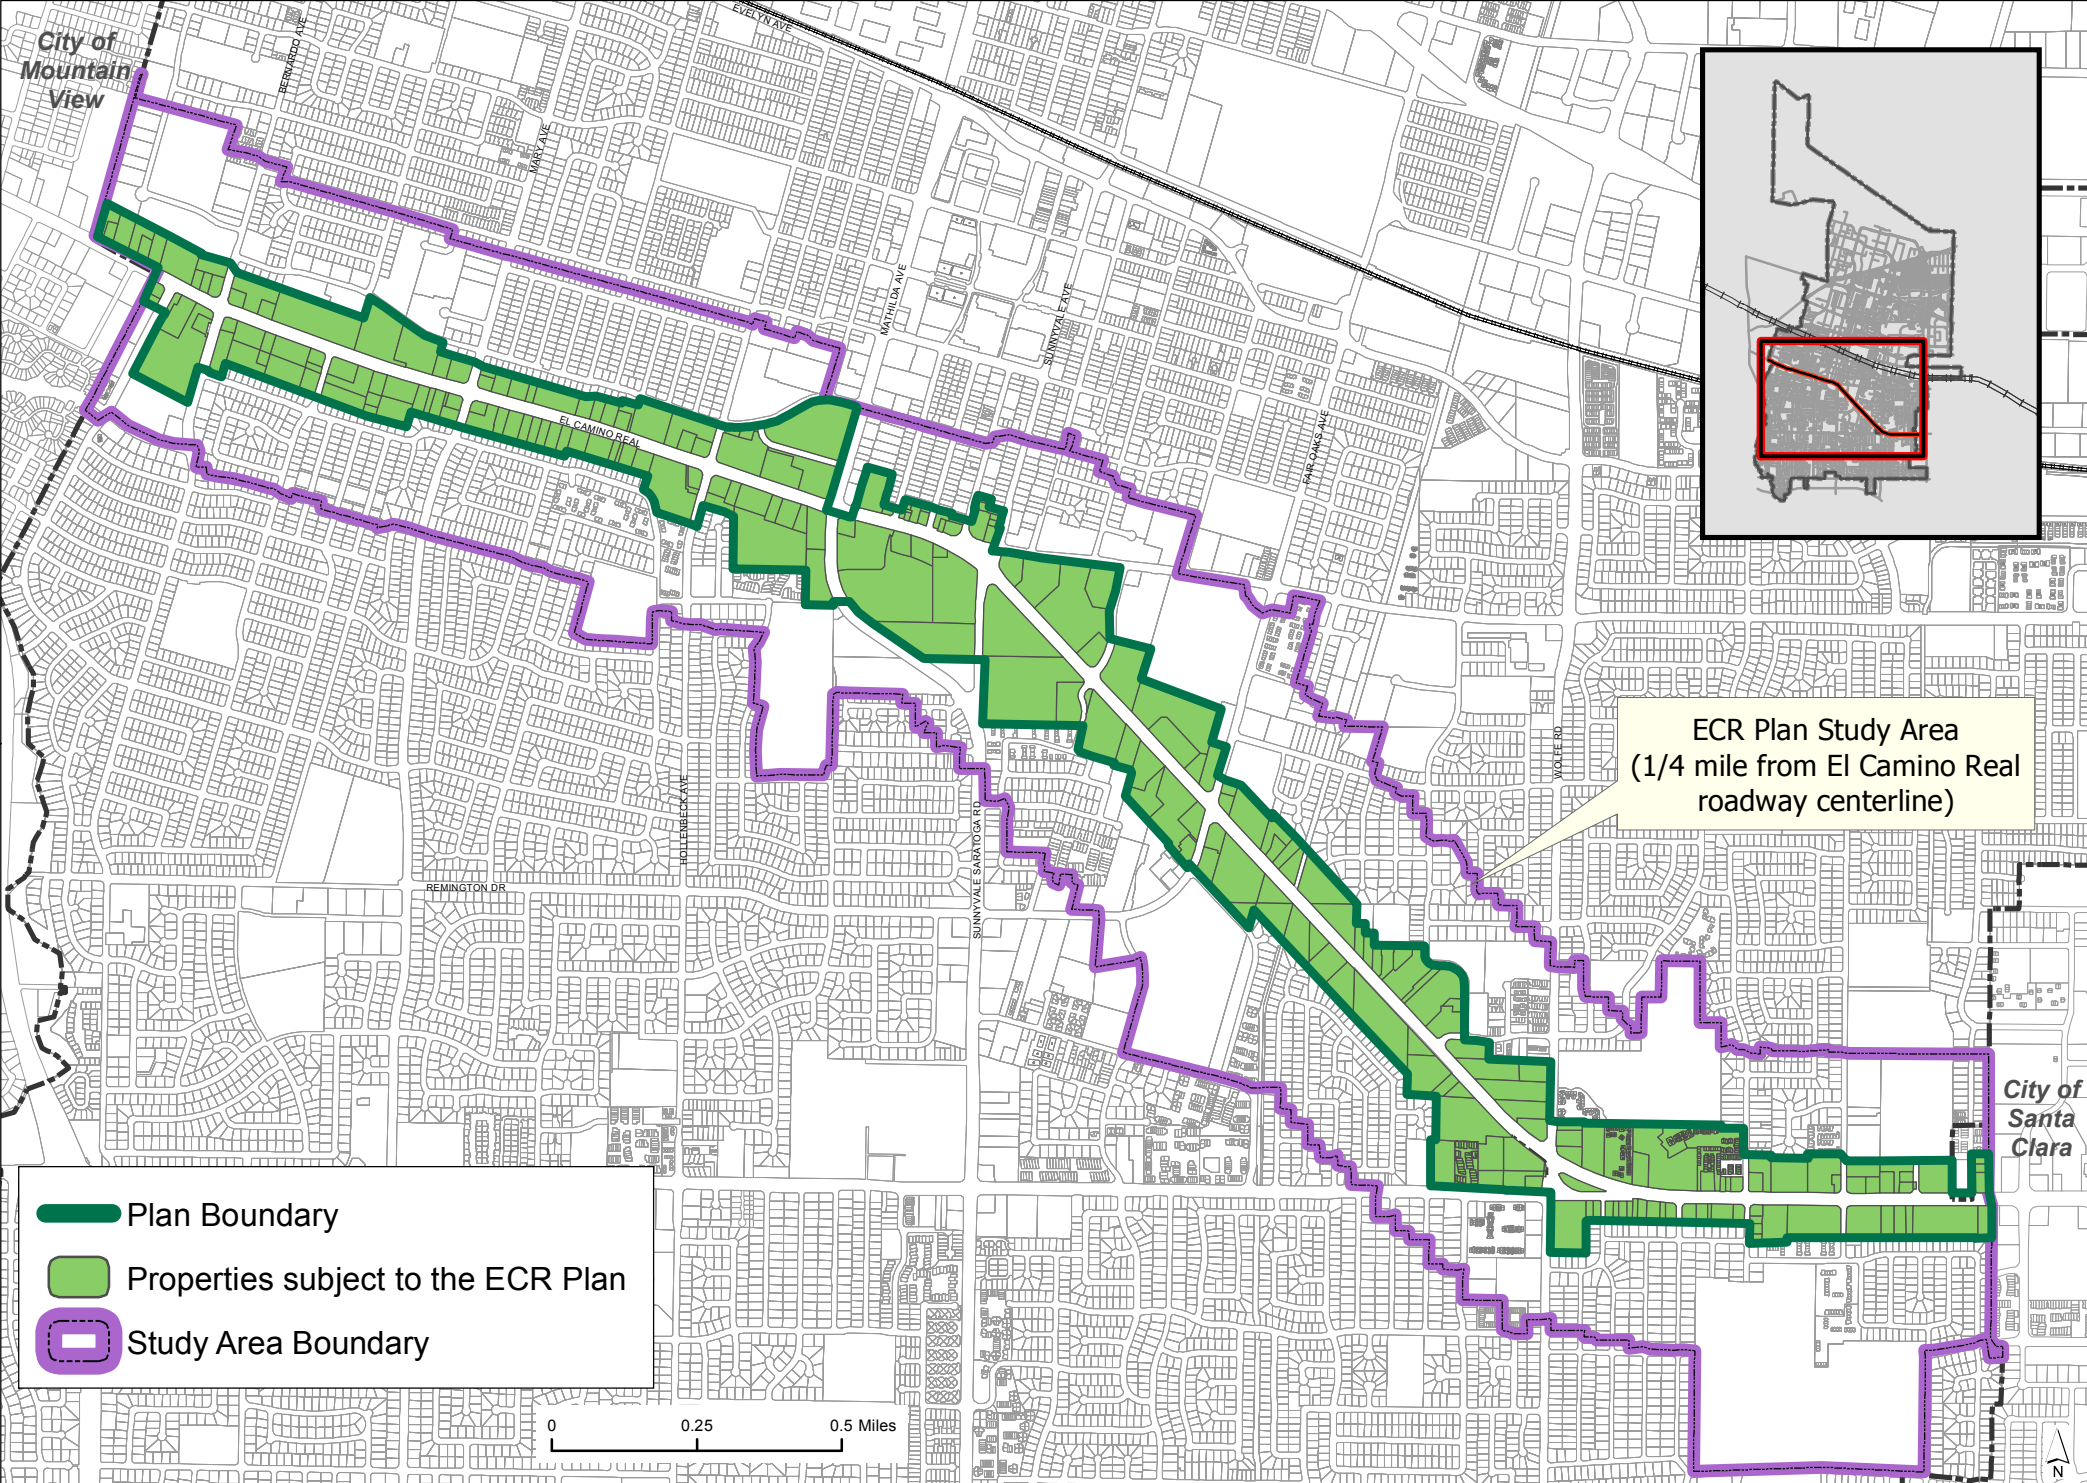 City of
Mountain
View
BERNARDO AVE
EVELYN AVE
MARY AVE
MATHILDA AVE
SUNNYVALE AVE
FAIR OAKS AVE
EL CAMINO REAL
WOLFE RD
ECR Plan Study Area
(1/4 mile from El Camino Real
roadway centerline)
HOLLENBECK AVE
SUNNYVALE SARATOGA RD
REMINGTON DR
City of
Santa
Clara
Plan Boundary
Properties subject to the ECR Plan
Study Area Boundary
0 0.25 0.5 Miles
N